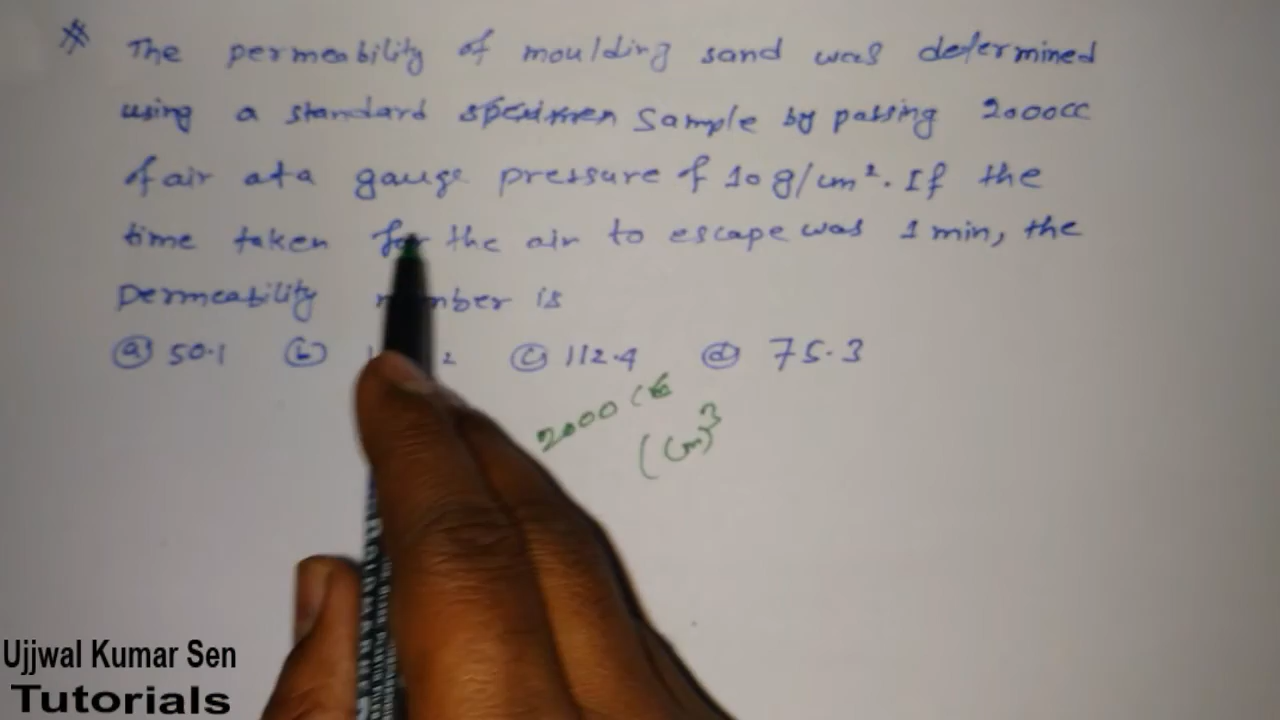 * The permeability of moulding sand was determined
using a standard specimen sample by passing 2000cc
of air at a gauge pressure of 10 g/cm². If the
time taken for the air to escape was 1 min, the
permeability number is
(a) 50.1 (b) (c) 112.4 (d) 75.3
2000 cc
(cm)³
Ujjwal Kumar Sen
Tutorials